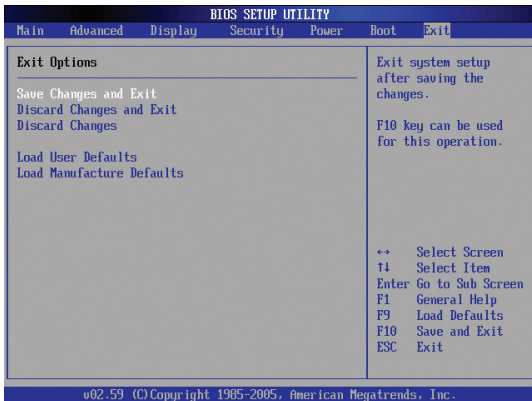 BIOS SETUP UTILITY
Main Advanced Display Security Power Boot Exit
Exit Options
Save Changes and Exit
Discard Changes and Exit
Discard Changes
Load User Defaults
Load Manufacture Defaults
Exit system setup
after saving the
changes.
F10 key can be used
for this operation.
↔ Select Screen
↑↓ Select Item
Enter Go to Sub Screen
F1 General Help
F9 Load Defaults
F10 Save and Exit
ESC Exit
v02.59 (C)Copyright 1985-2005, American Megatrends, Inc.